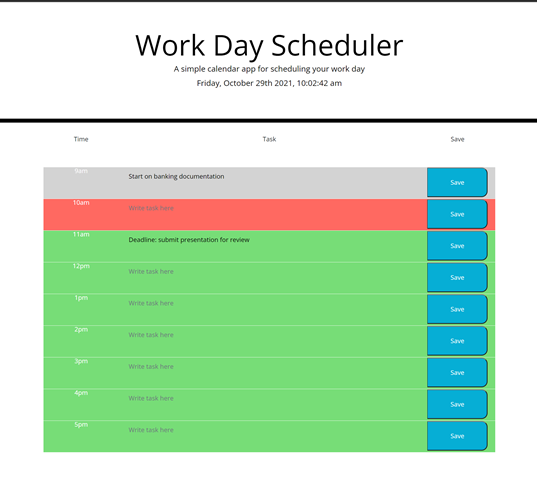 Work Day Scheduler
A simple calendar app for scheduling your work day
Friday, October 29th 2021, 10:02:42 am
Time Task Save
9am Start on banking documentation Save
10am Write task here Save
11am Deadline: submit presentation for review Save
12pm Write task here Save
1pm Write task here Save
2pm Write task here Save
3pm Write task here Save
4pm Write task here Save
5pm Write task here Save